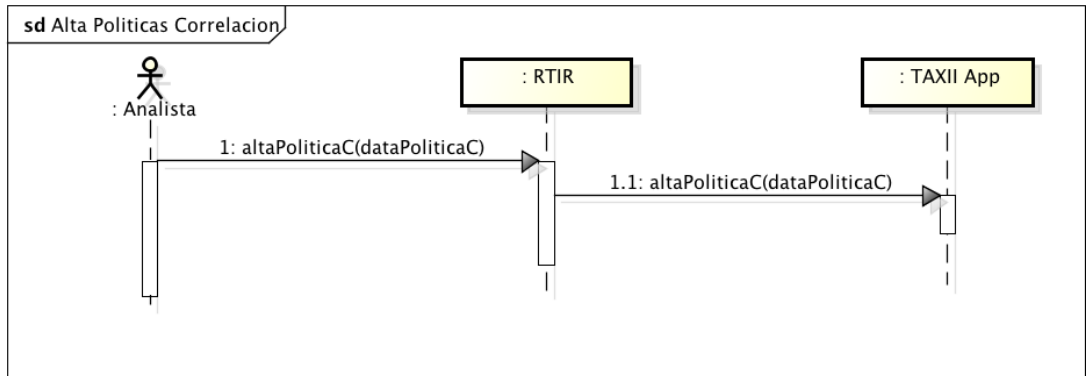 sd Alta Politicas Correlacion
: Analista
: RTIR
: TAXII App
1: altaPoliticaC(dataPoliticaC)
1.1: altaPoliticaC(dataPoliticaC)